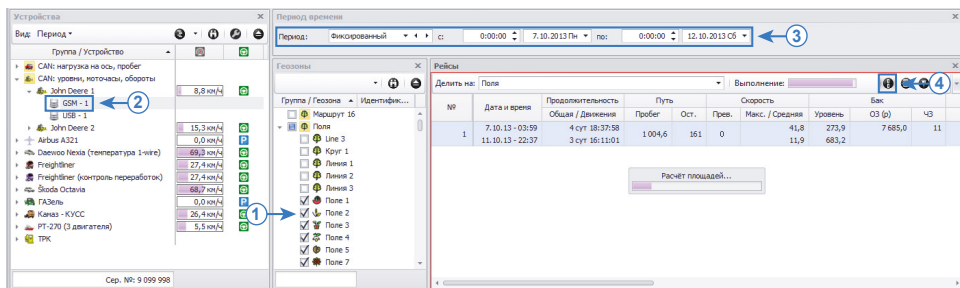 Устройства
Вид: Период
Группа / Устройство
CAN: нагрузка на ось, пробег
CAN: уровни, моточасы, обороты
John Deere 1 8,8 км/ч
GSM - 1
USB - 1
John Deere 2 15,3 км/ч
Airbus A321 0,0 км/ч P
Daewoo Nexia (температура 1-wire) 69,3 км/ч
Freightliner 27,4 км/ч
Freightliner (контроль переработок) 27,4 км/ч
Škoda Octavia 68,7 км/ч
ГАЗель 0,0 км/ч P
Камаз - КУСС 26,4 км/ч
РТ-270 (3 двигателя) 5,5 км/ч
ТРК
Сер. №: 9 099 998
2
Период времени
Период: Фиксированный с: 0:00:00 7.10.2013 Пн по: 0:00:00 12.10.2013 Сб
3
Геозоны
Группа / Геозона Идентифик...
Маршрут 16
Поля
Line 3
Круг 1
Линия 1
Линия 2
Линия 3
Поле 1
Поле 2
Поле 3
Поле 4
Поле 5
Поле 7
1
Рейсы
Делить на: Поля Выполнение:
4
№ Дата и время Продолжительность Путь Скорость Бак
Общая / Движения Пробег Ост. Прев. Макс. / Средняя Уровень ОЗ (р) ЧЗ
1 7.10.13 - 03:59 4 сут 18:37:58 1 004,6 161 0 41,8 273,9 7 685,0 11
11.10.13 - 22:37 3 сут 16:11:01 11,9 683,2
Расчёт площадей...